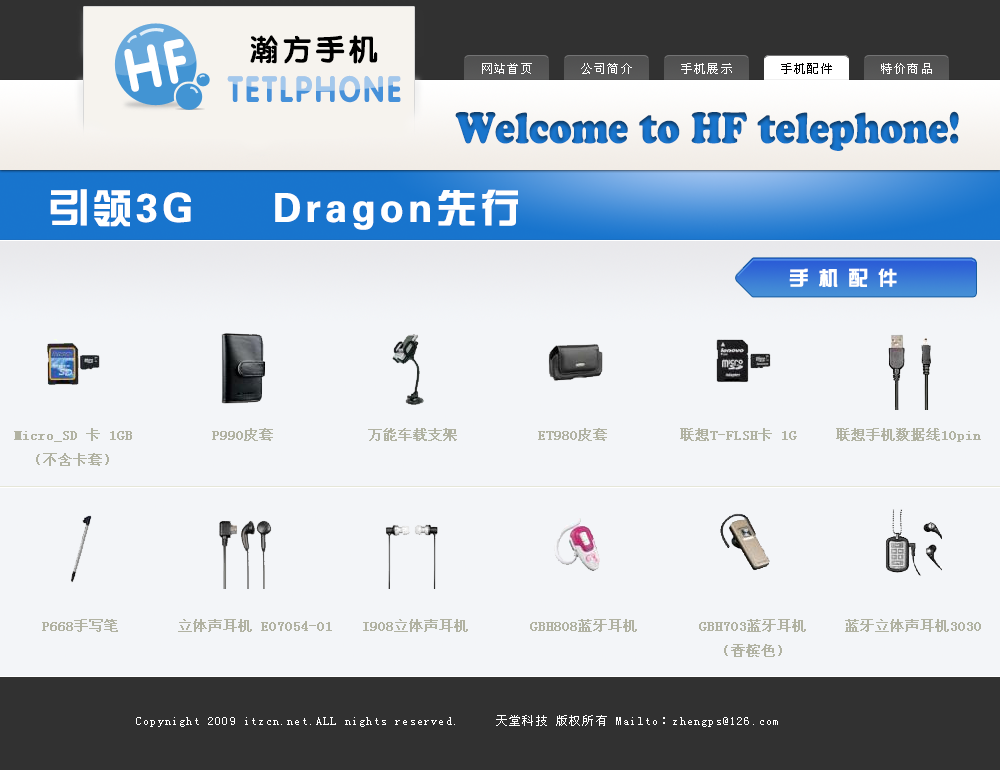 HF
瀚方手机
TETLPHONE
网站首页
公司简介
手机展示
手机配件
特价商品
Welcome to HF telephone!
引领3G Dragon先行
手机配件
Micro_SD 卡 1GB
（不含卡套）
P990皮套
万能车载支架
ET980皮套
联想T-FLSH卡 1G
联想手机数据线10pin
P668手写笔
立体声耳机 E07054-01
I908立体声耳机
GBH808蓝牙耳机
GBH703蓝牙耳机
（香槟色）
蓝牙立体声耳机3030
Copynight 2009 itzcn.net.ALL nights reserved. 天堂科技 版权所有 Mailto：zhengps@126.com